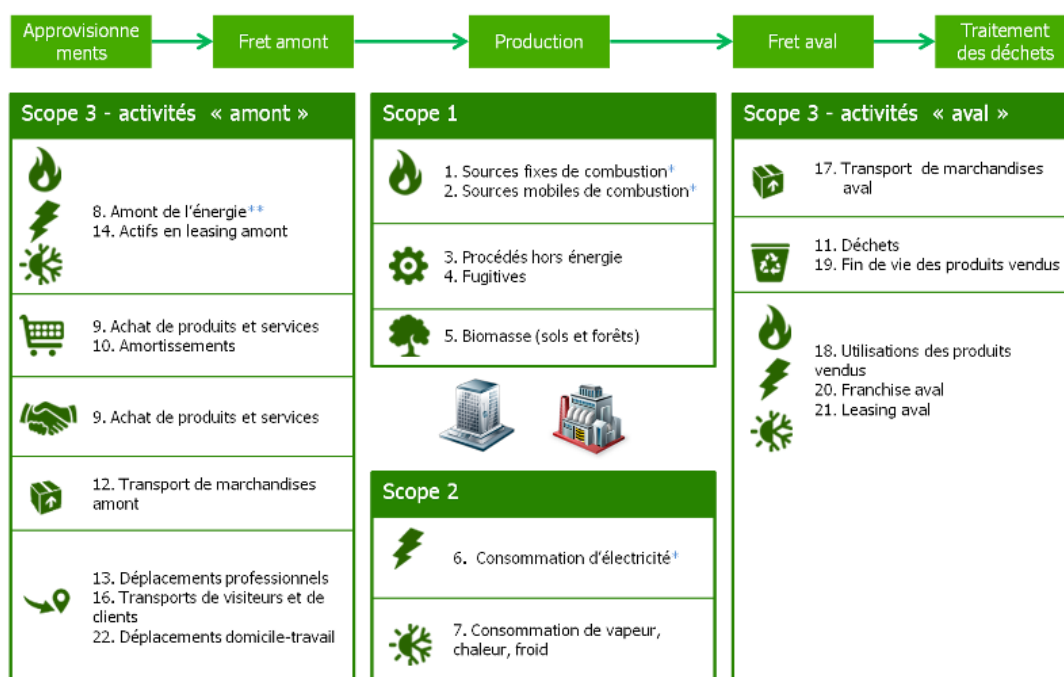 Approvisionne
ments
Fret amont
Production
Fret aval
Traitement
des déchets
Scope 3 - activités « amont »
8. Amont de l'énergie**
14. Actifs en leasing amont
9. Achat de produits et services
10. Amortissements
9. Achat de produits et services
12. Transport de marchandises
amont
13. Déplacements professionnels
16. Transports de visiteurs et de
clients
22. Déplacements domicile-travail
Scope 1
1. Sources fixes de combustion*
2. Sources mobiles de combustion*
3. Procédés hors énergie
4. Fugitives
5. Biomasse (sols et forêts)
Scope 2
6. Consommation d'électricité*
7. Consommation de vapeur,
chaleur, froid
Scope 3 - activités « aval »
17. Transport de marchandises
aval
11. Déchets
19. Fin de vie des produits vendus
18. Utilisations des produits
vendus
20. Franchise aval
21. Leasing aval